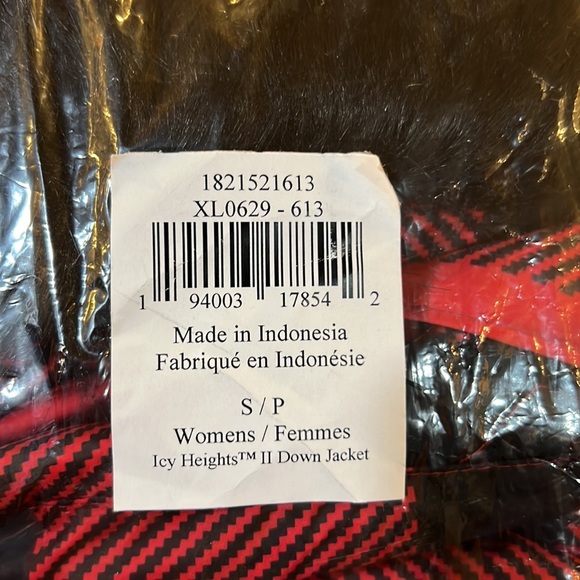 1821521613
XL0629 - 613
1 94003 17854 2
Made in Indonesia
Fabriqué en Indonésie
S / P
Womens / Femmes
Icy Heights™ II Down Jacket